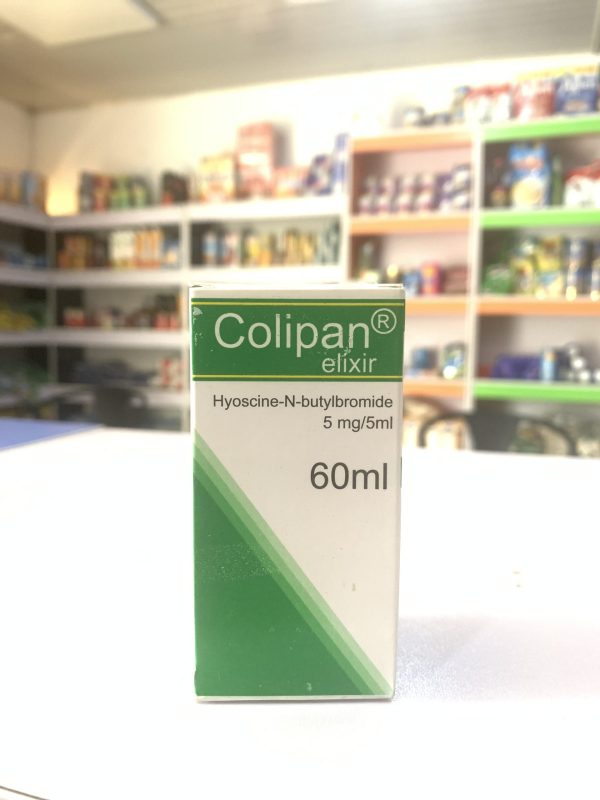 Colipan®
elixir
Hyoscine-N-butylbromide
5 mg/5ml
60ml